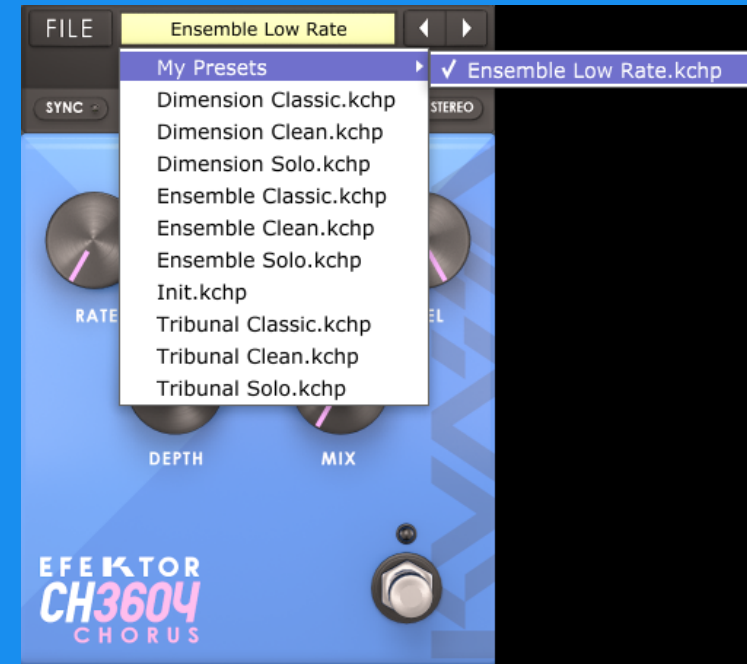 FILE
Ensemble Low Rate
My Presets
Ensemble Low Rate.kchp
Dimension Classic.kchp
Dimension Clean.kchp
Dimension Solo.kchp
Ensemble Classic.kchp
Ensemble Clean.kchp
Ensemble Solo.kchp
Init.kchp
Tribunal Classic.kchp
Tribunal Clean.kchp
Tribunal Solo.kchp
SYNC
STEREO
RATE
EL
DEPTH
MIX
EFEKTOR
CH3604
CHORUS